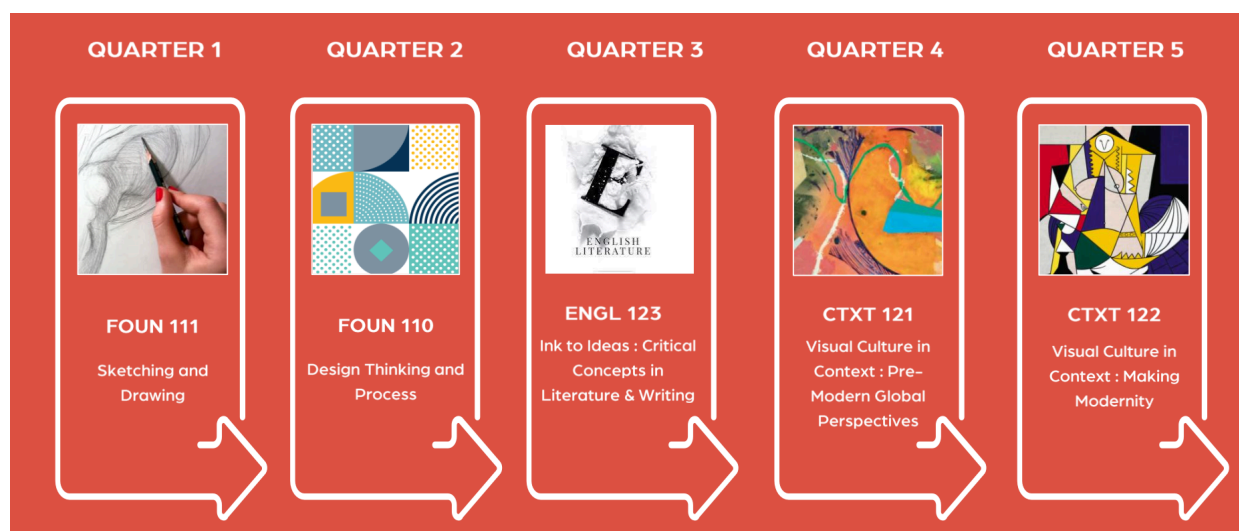 QUARTER 1
QUARTER 2
QUARTER 3
QUARTER 4
QUARTER 5
E
ENGLISH
LITERATURE
FOUN 111
Sketching and
Drawing
FOUN 110
Design Thinking and
Process
ENGL 123
Ink to Ideas : Critical
Concepts in
Literature & Writing
CTXT 121
Visual Culture in
Context : Pre-
Modern Global
Perspectives
CTXT 122
Visual Culture in
Context : Making
Modernity